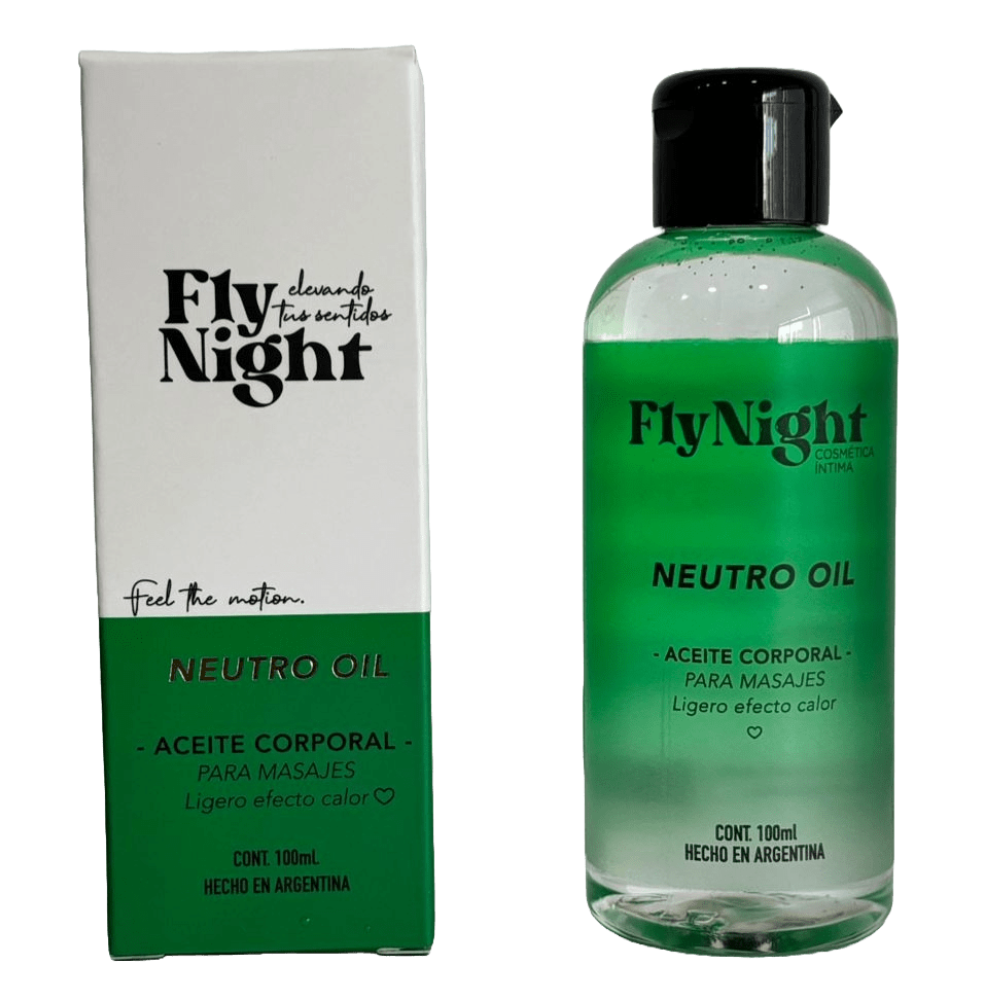 Fly elevando
tus sentidos
Night
Feel the motion.
NEUTRO OIL
- ACEITE CORPORAL -
PARA MASAJES
Ligero efecto calor
CONT. 100mL
HECHO EN ARGENTINA
FlyNight
COSMÉTICA
ÍNTIMA
NEUTRO OIL
- ACEITE CORPORAL -
PARA MASAJES
Ligero efecto calor
CONT. 100ml
HECHO EN ARGENTINA